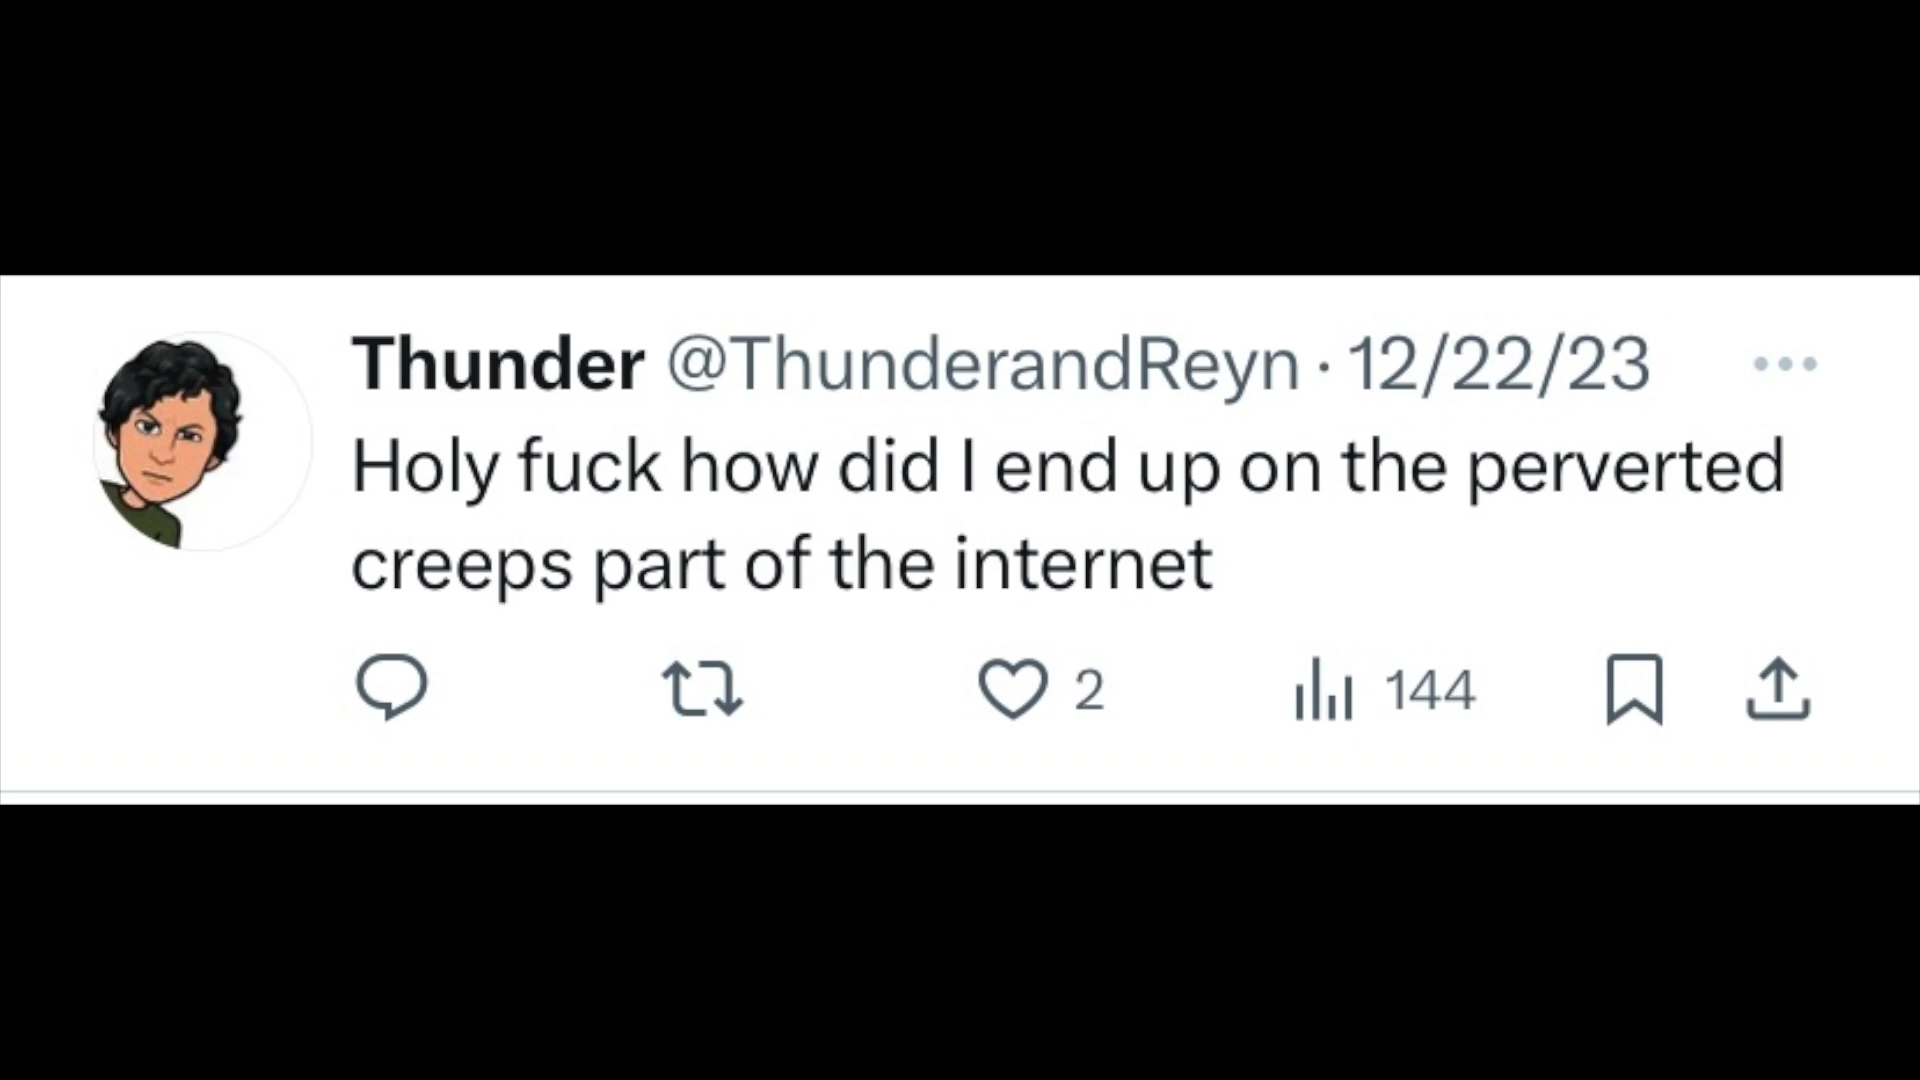 Thunder @ThunderandReyn · 12/22/23
Holy fuck how did I end up on the perverted
creeps part of the internet
2 144